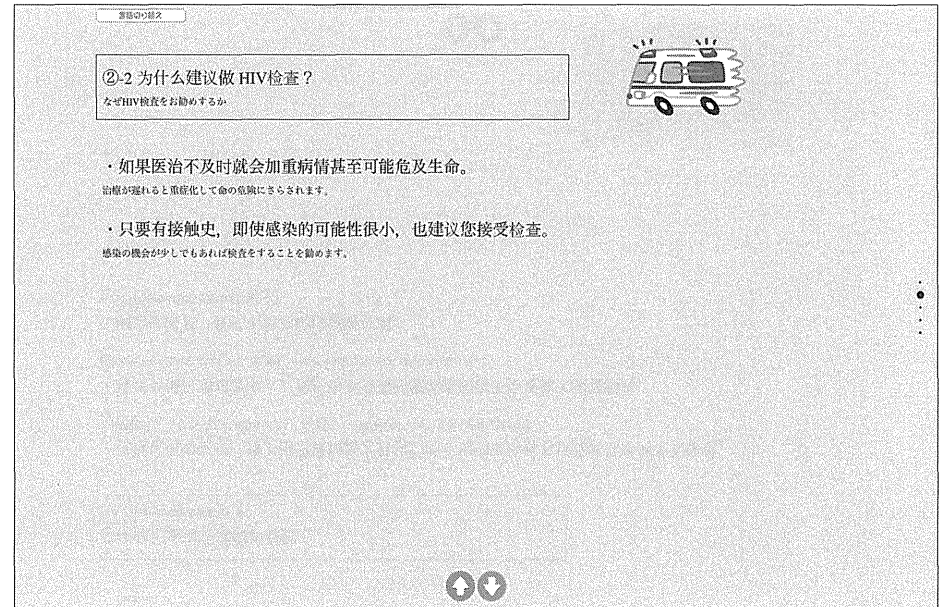 言語切り替え
②-2 为什么建议做 HIV检查？
なぜHIV検査をお勧めするか
・如果医治不及时就会加重病情甚至可能危及生命。
治療が遅れると重症化して命の危険にさらされます。
・只要有接触史，即使感染的可能性很小，也建议您接受检查。
感染の機会が少しでもあれば検査をすることを勧めます。